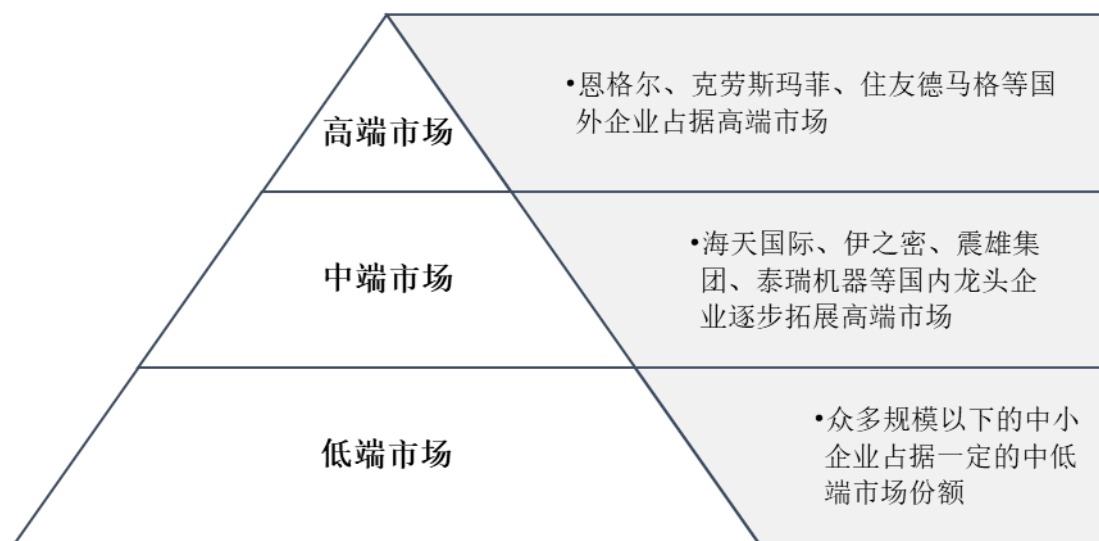 高端市场
•恩格尔、克劳斯玛菲、住友德马格等国
外企业占据高端市场
中端市场
•海天国际、伊之密、震雄集
团、泰瑞机器等国内龙头企
业逐步拓展高端市场
低端市场
•众多规模以下的中小
企业占据一定的中低
端市场份额